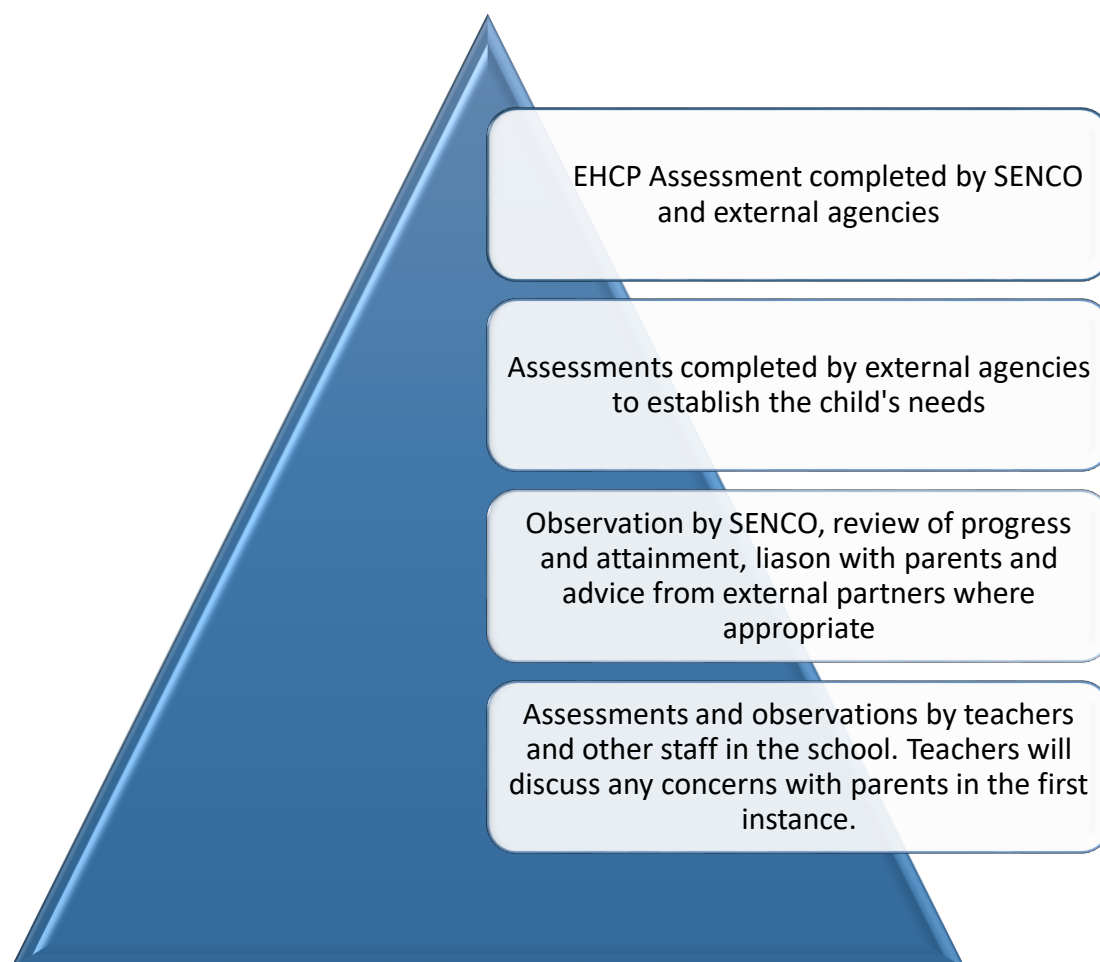 EHCP Assessment completed by SENCO
and external agencies
Assessments completed by external agencies
to establish the child's needs
Observation by SENCO, review of progress
and attainment, liason with parents and
advice from external partners where
appropriate
Assessments and observations by teachers
and other staff in the school. Teachers will
discuss any concerns with parents in the first
instance.